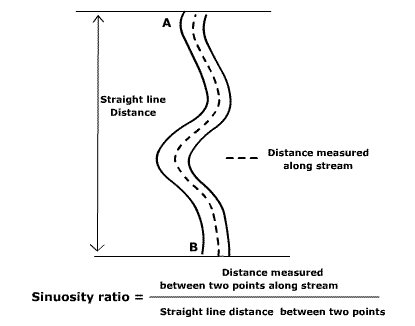 A
Straight line
Distance
Distance measured
along stream
B
Sinuosity ratio =
Distance measured
between two points along stream
Straight line distance between two points